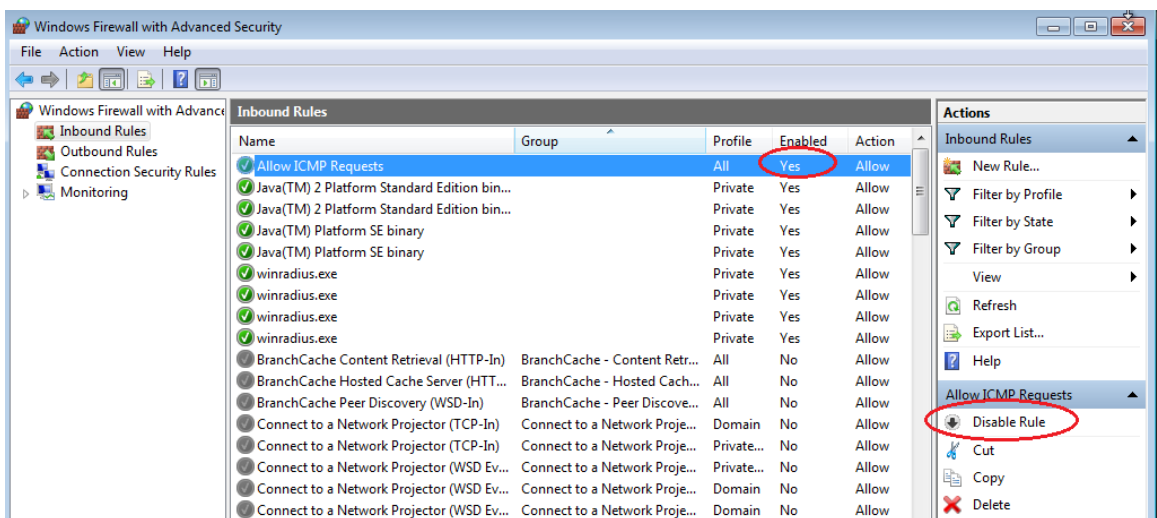 Windows Firewall with Advanced Security
File Action View Help
Windows Firewall with Advance
Inbound Rules
Outbound Rules
Connection Security Rules
Monitoring
Inbound Rules
Name Group Profile Enabled Action
Allow ICMP Requests All Yes Allow
Java(TM) 2 Platform Standard Edition bin... Private Yes Allow
Java(TM) 2 Platform Standard Edition bin... Private Yes Allow
Java(TM) Platform SE binary Private Yes Allow
Java(TM) Platform SE binary Private Yes Allow
winradius.exe Private Yes Allow
winradius.exe Private Yes Allow
winradius.exe Private Yes Allow
winradius.exe Private Yes Allow
BranchCache Content Retrieval (HTTP-In) BranchCache - Content Retr... All No Allow
BranchCache Hosted Cache Server (HTT... BranchCache - Hosted Cach... All No Allow
BranchCache Peer Discovery (WSD-In) BranchCache - Peer Discove... All No Allow
Connect to a Network Projector (TCP-In) Connect to a Network Proje... Domain No Allow
Connect to a Network Projector (TCP-In) Connect to a Network Proje... Private... No Allow
Connect to a Network Projector (WSD Ev... Connect to a Network Proje... Private... No Allow
Connect to a Network Projector (WSD Ev... Connect to a Network Proje... Domain No Allow
Connect to a Network Projector (WSD Ev... Connect to a Network Proje... Domain No Allow
Actions
Inbound Rules
New Rule...
Filter by Profile
Filter by State
Filter by Group
View
Refresh
Export List...
Help
Allow ICMP Requests
Disable Rule
Cut
Copy
Delete